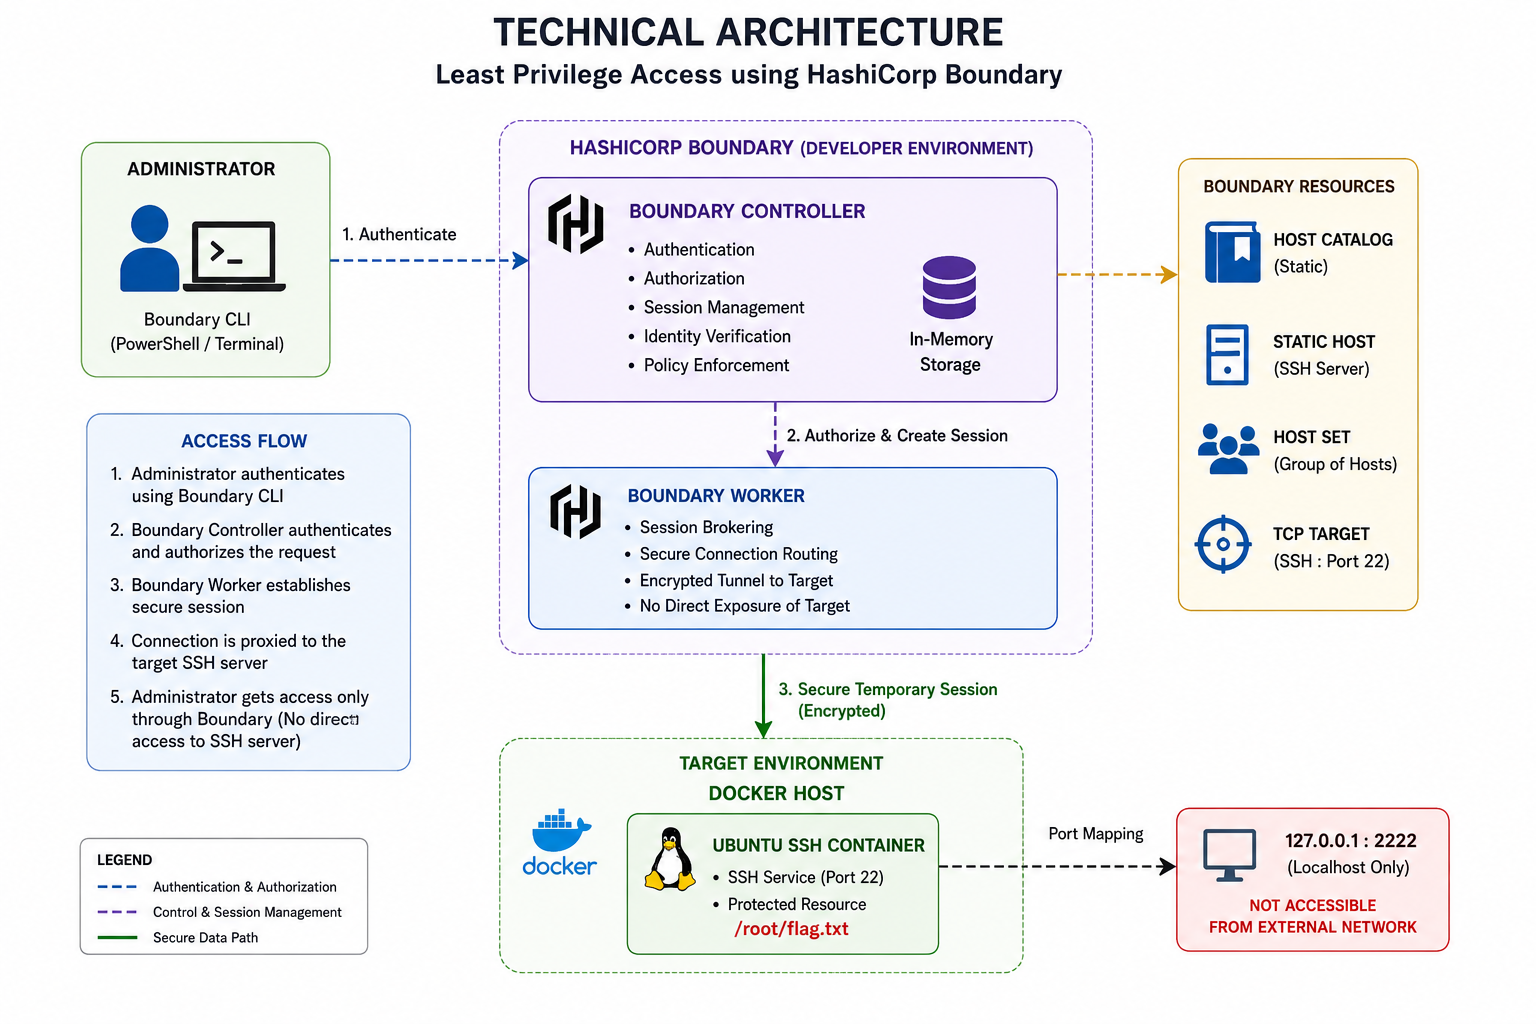 TECHNICAL ARCHITECTURE
Least Privilege Access using HashiCorp Boundary
ADMINISTRATOR
Boundary CLI
(PowerShell / Terminal)
1. Authenticate
HASHICORP BOUNDARY (DEVELOPER ENVIRONMENT)
BOUNDARY CONTROLLER
• Authentication
• Authorization
• Session Management
• Identity Verification
• Policy Enforcement
In-Memory
Storage
2. Authorize & Create Session
BOUNDARY WORKER
• Session Brokering
• Secure Connection Routing
• Encrypted Tunnel to Target
• No Direct Exposure of Target
BOUNDARY RESOURCES
HOST CATALOG
(Static)
STATIC HOST
(SSH Server)
HOST SET
(Group of Hosts)
TCP TARGET
(SSH : Port 22)
ACCESS FLOW
1. Administrator authenticates
using Boundary CLI
2. Boundary Controller authenticates
and authorizes the request
3. Boundary Worker establishes
secure session
4. Connection is proxied to the
target SSH server
5. Administrator gets access only
through Boundary (No direct
access to SSH server)
3. Secure Temporary Session
(Encrypted)
TARGET ENVIRONMENT
DOCKER HOST
docker
UBUNTU SSH CONTAINER
• SSH Service (Port 22)
• Protected Resource
/root/flag.txt
Port Mapping
127.0.0.1 : 2222
(Localhost Only)
NOT ACCESSIBLE
FROM EXTERNAL NETWORK
LEGEND
Authentication & Authorization
Control & Session Management
Secure Data Path